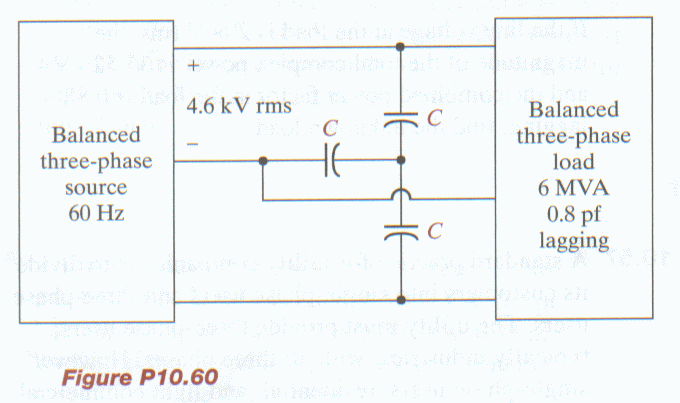 +
4.6 kV rms
−
Balanced
three-phase
source
60 Hz
C
C
C
Balanced
three-phase
load
6 MVA
0.8 pf
lagging
Figure P10.60